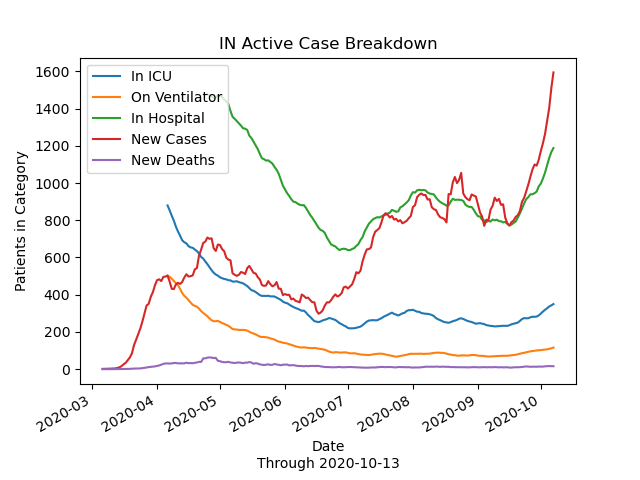 IN Active Case Breakdown
1600
1400
1200
1000
800
600
400
200
0
Patients in Category
In ICU
On Ventilator
In Hospital
New Cases
New Deaths
2020-03
2020-04
2020-05
2020-06
2020-07
2020-08
2020-09
2020-10
Date
Through 2020-10-13